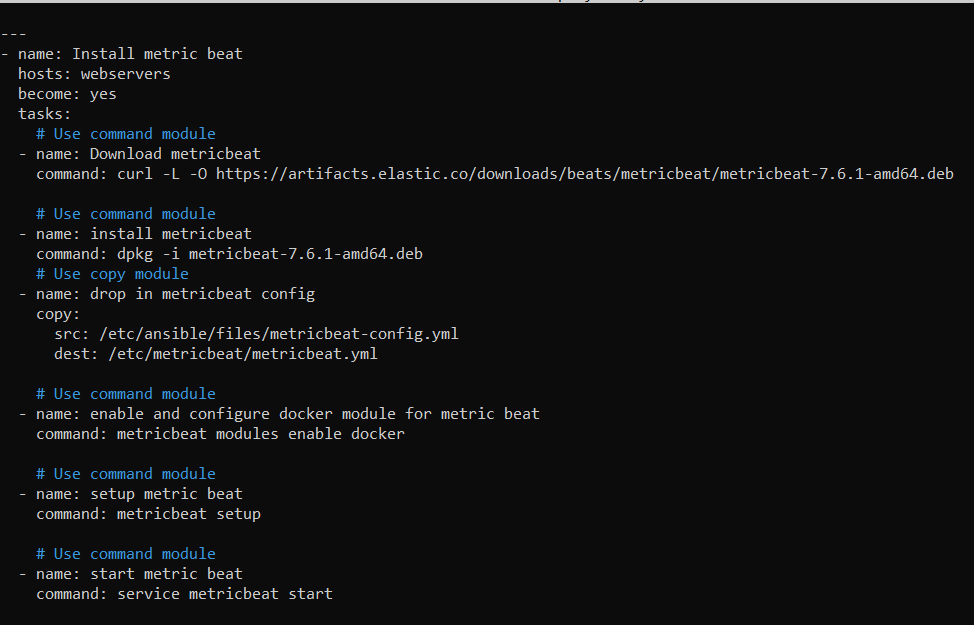 ---
- name: Install metric beat
  hosts: webservers
  become: yes
  tasks:
    # Use command module
  - name: Download metricbeat
    command: curl -L -O https://artifacts.elastic.co/downloads/beats/metricbeat/metricbeat-7.6.1-amd64.deb

    # Use command module
  - name: install metricbeat
    command: dpkg -i metricbeat-7.6.1-amd64.deb
    # Use copy module
  - name: drop in metricbeat config
    copy:
      src: /etc/ansible/files/metricbeat-config.yml
      dest: /etc/metricbeat/metricbeat.yml

    # Use command module
  - name: enable and configure docker module for metric beat
    command: metricbeat modules enable docker

    # Use command module
  - name: setup metric beat
    command: metricbeat setup

    # Use command module
  - name: start metric beat
    command: service metricbeat start